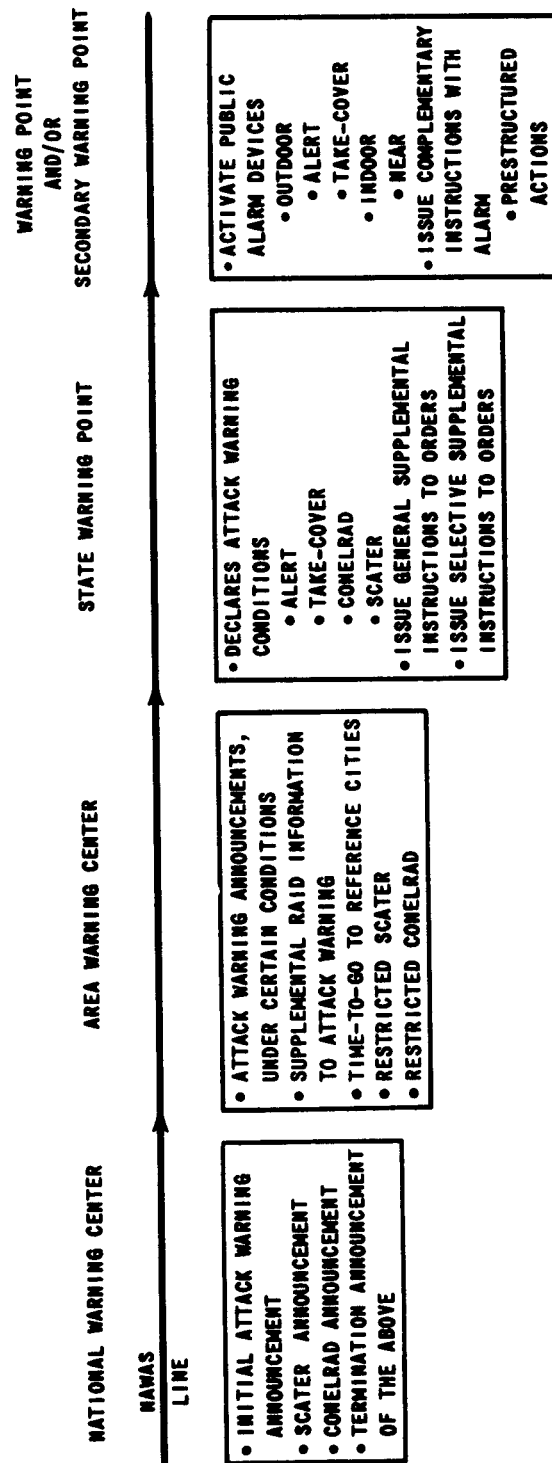 NATIONAL WARNING CENTER
NAWAS
LINE
• INITIAL ATTACK WARNING
ANNOUNCEMENT
• SCATER ANNOUNCEMENT
• CONELRAD ANNOUNCEMENT
• TERMINATION ANNOUNCEMENT
OF THE ABOVE
AREA WARNING CENTER
• ATTACK WARNING ANNOUNCEMENTS,
UNDER CERTAIN CONDITIONS
• SUPPLEMENTAL RAID INFORMATION
TO ATTACK WARNING
• TIME-TO-GO TO REFERENCE CITIES
• RESTRICTED SCATER
• RESTRICTED CONELRAD
STATE WARNING POINT
• DECLARES ATTACK WARNING
CONDITIONS
• ALERT
• TAKE-COVER
• CONELRAD
• SCATER
• ISSUE GENERAL SUPPLEMENTAL
INSTRUCTIONS TO ORDERS
• ISSUE SELECTIVE SUPPLEMENTAL
INSTRUCTIONS TO ORDERS
WARNING POINT
AND/OR
SECONDARY WARNING POINT
• ACTIVATE PUBLIC
ALARM DEVICES
• OUTDOOR
• ALERT
• TAKE-COVER
• INDOOR
• NEAR
• ISSUE COMPLEMENTARY
INSTRUCTIONS WITH
ALARM
• PRESTRUCTURED
ACTIONS